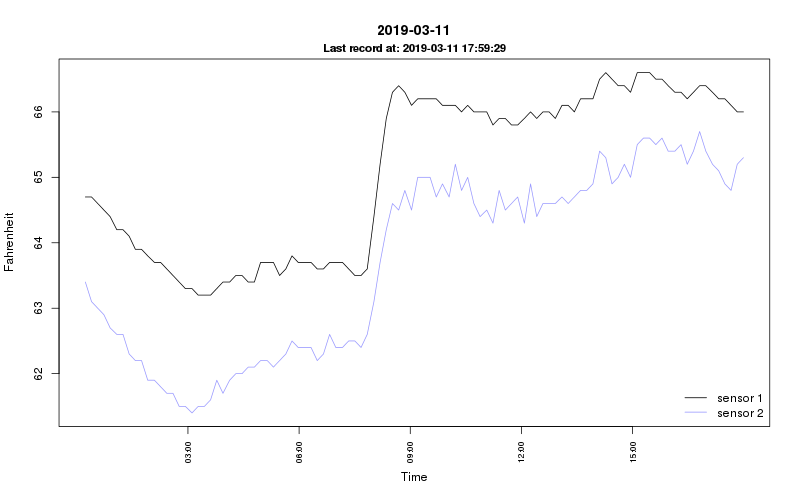 2019-03-11
Last record at: 2019-03-11 17:59:29
Fahrenheit
66
65
64
63
62
sensor 1
sensor 2
03:00
06:00
09:00
12:00
15:00
Time